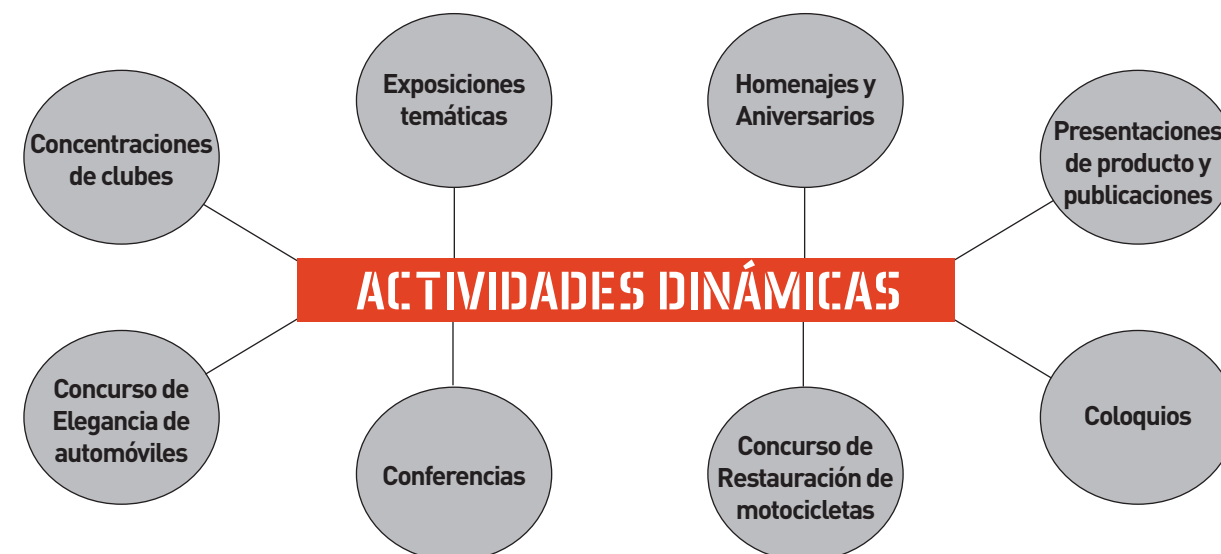 Exposiciones
temáticas
Homenajes y
Aniversarios
Concentraciones
de clubes
Presentaciones
de producto y
publicaciones
ACTIVIDADES DINÁMICAS
Concurso de
Elegancia de
automóviles
Conferencias
Concurso de
Restauración de
motocicletas
Coloquios